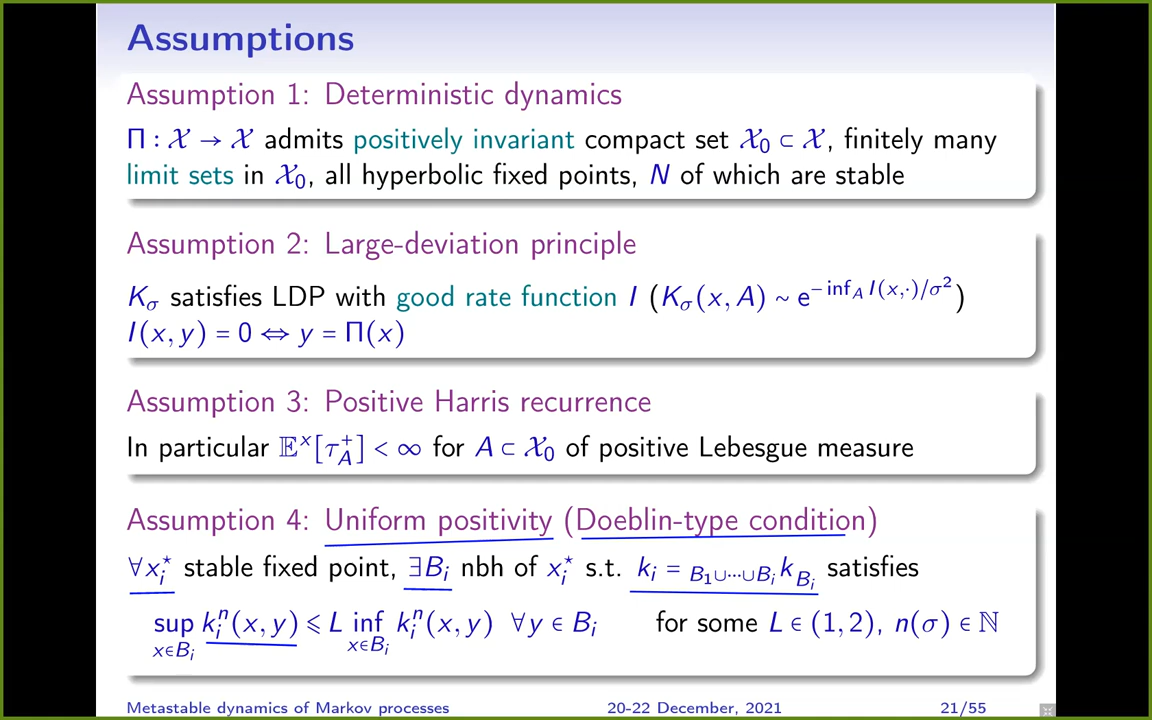 Assumptions
Assumption 1: Deterministic dynamics
Π : 𝒳 → 𝒳 admits positively invariant compact set 𝒳₀ ⊂ 𝒳, finitely many
limit sets in 𝒳₀, all hyperbolic fixed points, N of which are stable
Assumption 2: Large-deviation principle
K_σ satisfies LDP with good rate function I (K_σ(x, A) ∼ e^{− inf_A I(x,·)/σ²})
I(x, y) = 0 ⇔ y = Π(x)
Assumption 3: Positive Harris recurrence
In particular 𝔼^x[τ_A^+] < ∞ for A ⊂ 𝒳₀ of positive Lebesgue measure
Assumption 4: Uniform positivity (Doeblin-type condition)
∀x_i^⋆ stable fixed point, ∃B_i nbh of x_i^⋆ s.t. k_i = _{B_1∪⋯∪B_i}k_{B_i} satisfies
sup_{x∈B_i} k_i^n(x, y) ⩽ L inf_{x∈B_i} k_i^n(x, y) ∀y ∈ B_i for some L ∈ (1, 2), n(σ) ∈ ℕ
Metastable dynamics of Markov processes 20-22 December, 2021 21/55